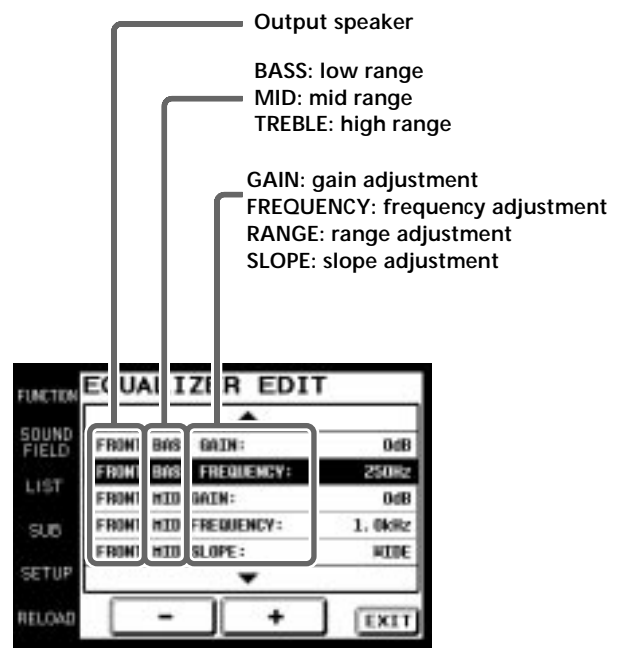 Output speaker
BASS: low range
MID: mid range
TREBLE: high range
GAIN: gain adjustment
FREQUENCY: frequency adjustment
RANGE: range adjustment
SLOPE: slope adjustment
EQUALIZER EDIT
FUNCTION
SOUND FIELD
LIST
SUB
SETUP
RELOAD
FRONT BAS GAIN: 0dB
FRONT BAS FREQUENCY: 250Hz
FRONT MID GAIN: 0dB
FRONT MID FREQUENCY: 1.0kHz
FRONT MID SLOPE: WIDE
- + EXIT